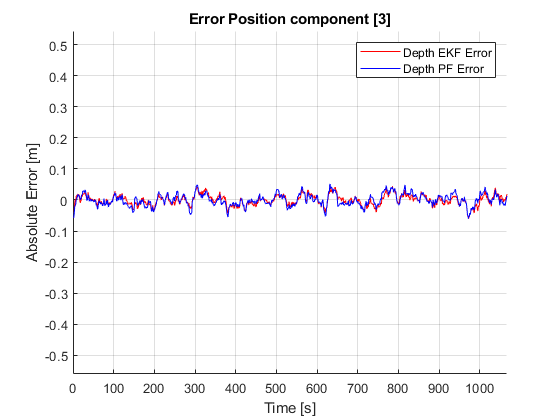 Error Position component [3]
Depth EKF Error
Depth PF Error
Absolute Error [m]
0.5
0.4
0.3
0.2
0.1
0
-0.1
-0.2
-0.3
-0.4
-0.5
0 100 200 300 400 500 600 700 800 900 1000
Time [s]